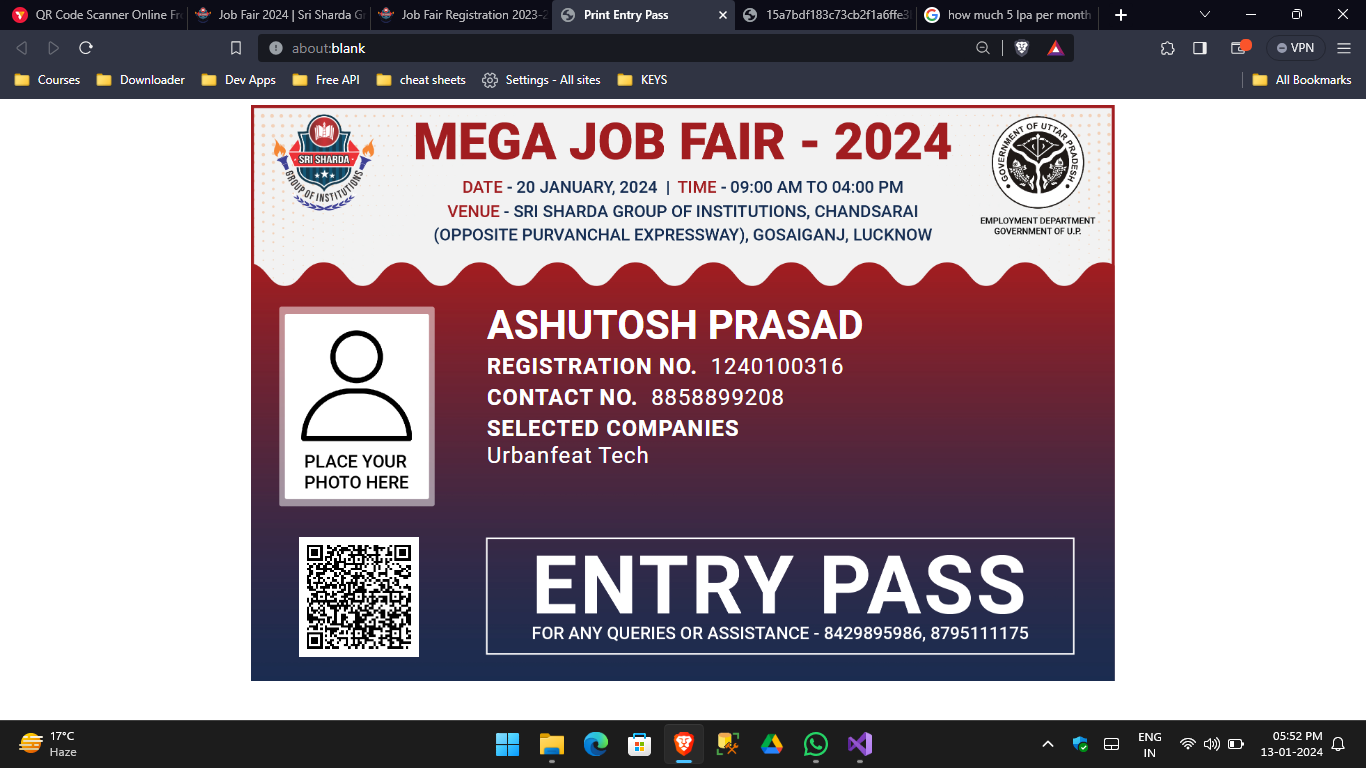 QR Code Scanner Online Fr
Job Fair 2024 | Sri Sharda G
Job Fair Registration 2023-2
Print Entry Pass
15a7bdf183c73cb2f1a6ffe3
how much 5 lpa per month
about:blank
VPN
Courses
Downloader
Dev Apps
Free API
cheat sheets
Settings - All sites
KEYS
All Bookmarks
SRI SHARDA
GROUP OF INSTITUTIONS
MEGA JOB FAIR - 2024
DATE - 20 JANUARY, 2024 | TIME - 09:00 AM TO 04:00 PM
VENUE - SRI SHARDA GROUP OF INSTITUTIONS, CHANDSARAI
(OPPOSITE PURVANCHAL EXPRESSWAY), GOSAIGANJ, LUCKNOW
GOVERNMENT OF UTTAR PRADESH
EMPLOYMENT DEPARTMENT
GOVERNMENT OF U.P.
PLACE YOUR
PHOTO HERE
ASHUTOSH PRASAD
REGISTRATION NO. 1240100316
CONTACT NO. 8858899208
SELECTED COMPANIES
Urbanfeat Tech
ENTRY PASS
FOR ANY QUERIES OR ASSISTANCE - 8429895986, 8795111175
17°C
Haze
ENG
IN
05:52 PM
13-01-2024